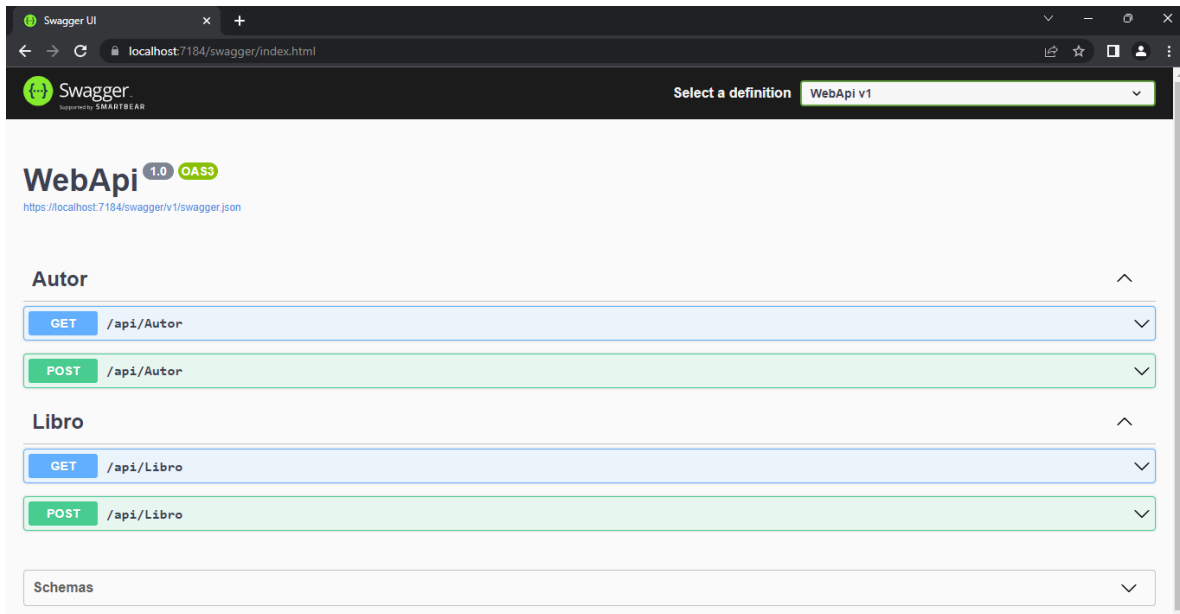 Swagger UI
localhost:7184/swagger/index.html
Swagger.
Supported by SMARTBEAR
Select a definition
WebApi v1
WebApi 1.0 OAS3
https://localhost:7184/swagger/v1/swagger.json
Autor
GET /api/Autor
POST /api/Autor
Libro
GET /api/Libro
POST /api/Libro
Schemas